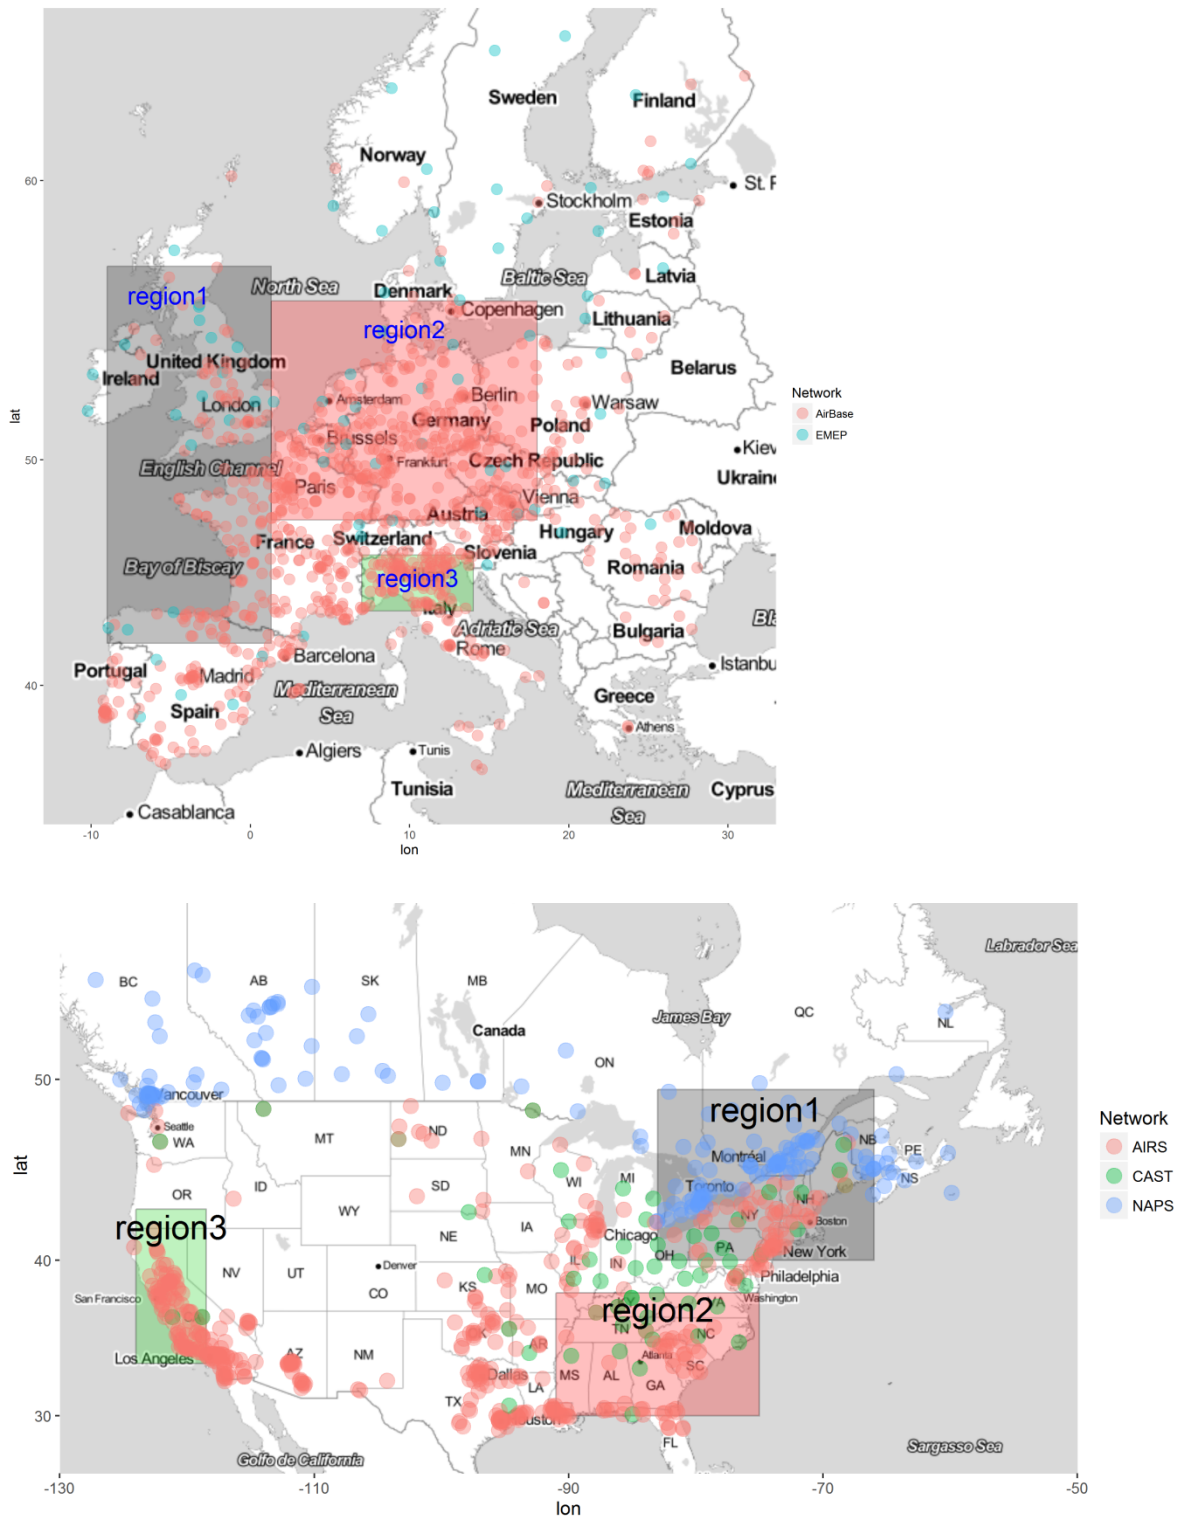 Sweden
Finland
Norway
60
St. F
Stockholm
Estonia
North Sea
Baltic Sea
Latvia
region1
Denmark
Copenhagen
region2
Lithuania
United Kingdom
Ireland
Belarus
Network
AirBase
EMEP
London
Amsterdam
Berlin
Warsaw
lat
Germany
Poland
Brussels
Kiev
50
English Channel
Frankfurt
Czech Republic
Ukrain
Paris
Vienna
Austria
France
Switzerland
Hungary
Moldova
Slovenia
Bay of Biscay
region3
Romania
Italy
Adriatic Sea
Bulgaria
Bla
Rome
Portugal
Barcelona
Istanbu
Madrid
40
Mediterranean
Sea
Spain
Greece
Athens
Algiers
Tunis
Tunisia
Mediterranean
Sea
Cyprus
Casablanca
-10
0
10
20
30
lon
Labrador Sea
BC
AB
SK
MB
James Bay
QC
NL
Canada
ON
50
ancouver
region1
Seattle
WA
MT
ND
MN
Montréal
NB
PE
NS
Network
AIRS
CAST
NAPS
lat
OR
ID
SD
WI
MI
Toronto
NH
WY
NY
Boston
region3
IA
NE
Chicago
New York
40
NV
UT
Denver
IL
IN
OH
PA
Philadelphia
CO
KS
MO
San Francisco
Washington
KY
VA
region2
TN
NC
Los Angeles
AZ
NM
AR
Atlanta
SC
Dallas
MS
AL
GA
LA
TX
30
ouston
FL
Golfo de California
Sargasso Sea
-130
-110
-90
-70
-50
lon